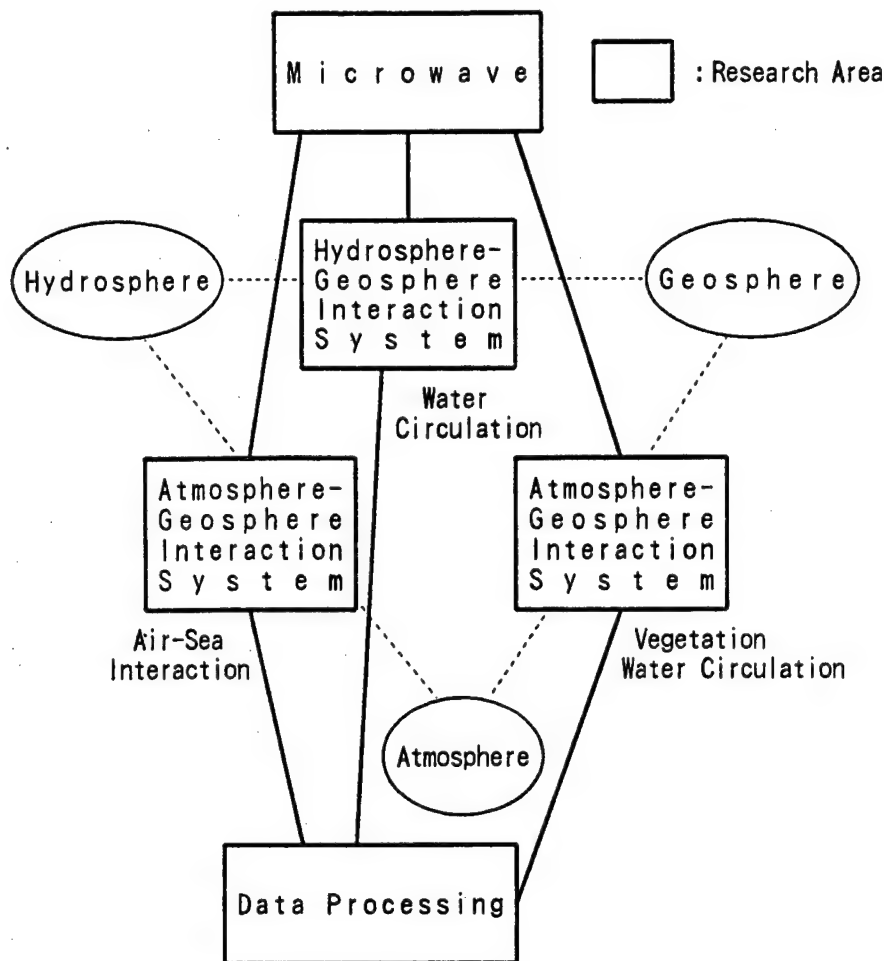 Microwave
: Research Area
Hydrosphere
Hydrosphere-
Geosphere
Interaction
System
Geosphere
Water
Circulation
Atmosphere-
Geosphere
Interaction
System
Atmosphere-
Geosphere
Interaction
System
Air-Sea
Interaction
Vegetation
Water Circulation
Atmosphere
Data Processing